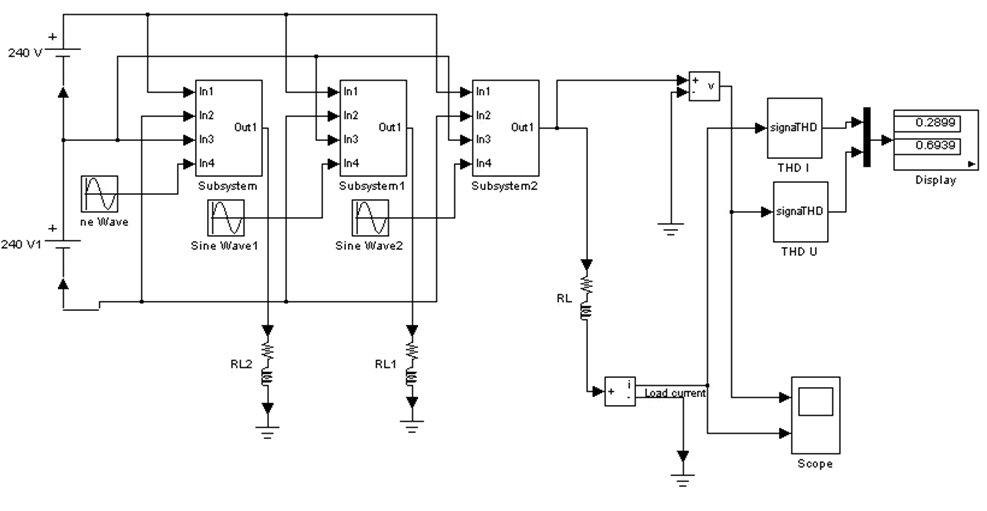 +
240 V
In1
In2
In3
In4
Out1
Subsystem
In1
In2
In3
In4
Out1
Subsystem1
In1
In2
In3
In4
Out1
Subsystem2
+
-
v
signaTHD
THD I
0.2899
0.6939
Display
signaTHD
THD U
ne Wave
Sine Wave1
Sine Wave2
+
240 V1
RL
RL2
RL1
+
i
-
Load current
Scope